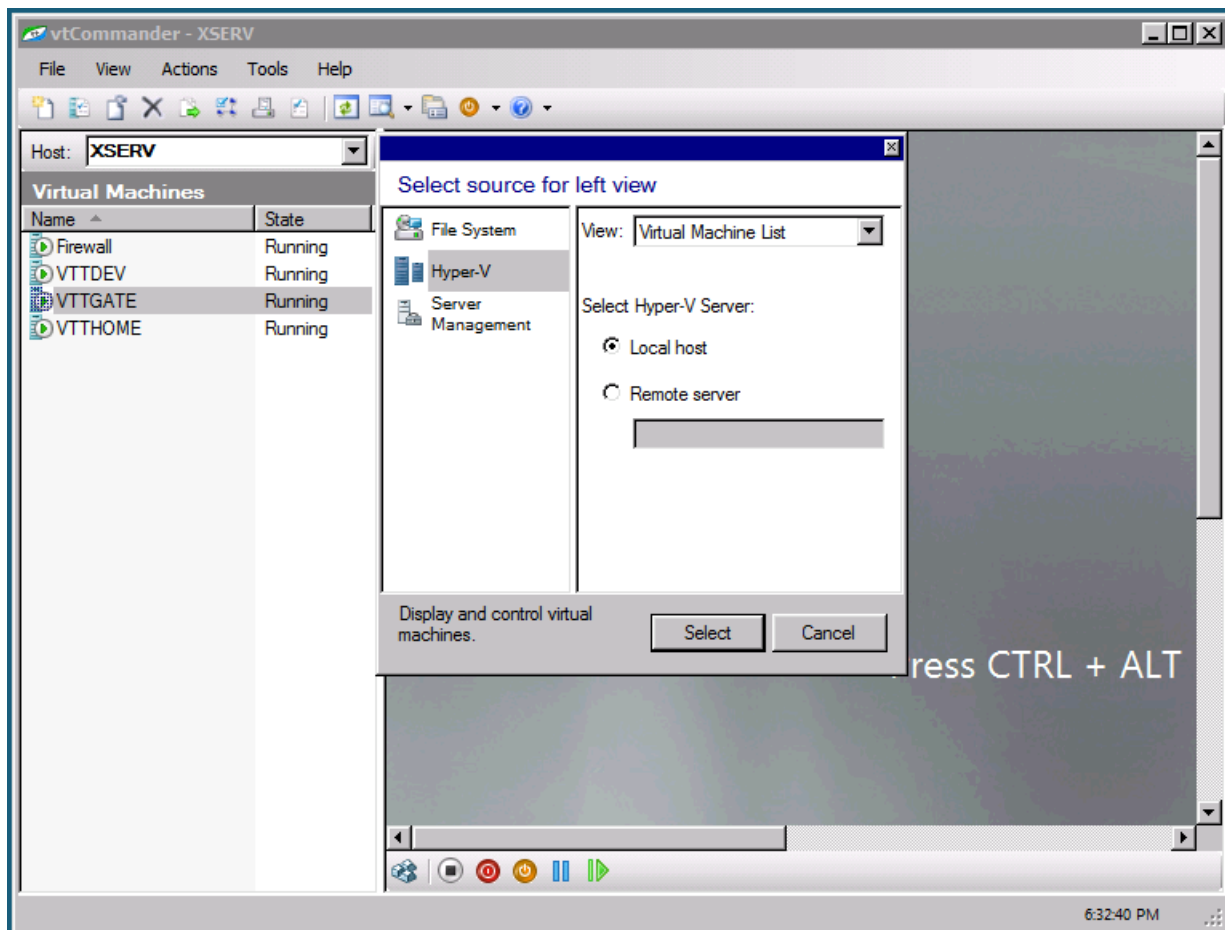 vtCommander - XSERV
File View Actions Tools Help
Host: XSERV
Virtual Machines
Name State
Firewall Running
VTTDEV Running
VTTGATE Running
VTTHOME Running
Select source for left view
File System
Hyper-V
Server
Management
View: Virtual Machine List
Select Hyper-V Server:
Local host
Remote server
Display and control virtual
machines.
Select Cancel
ress CTRL + ALT
6:32:40 PM